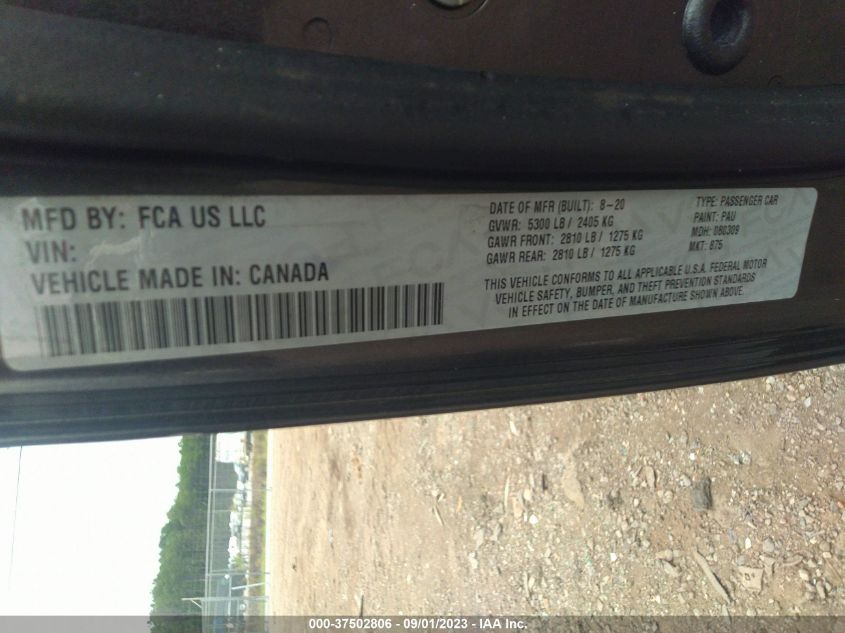 MFD BY: FCA US LLC
VIN:
VEHICLE MADE IN: CANADA
DATE OF MFR (BUILT): 8-20
GVWR: 5300 LB / 2405 KG
GAWR FRONT: 2810 LB / 1275 KG
GAWR REAR: 2810 LB / 1275 KG
TYPE: PASSENGER CAR
PAINT: PAU
MDH: 080309
MKT: 875
THIS VEHICLE CONFORMS TO ALL APPLICABLE U.S.A. FEDERAL MOTOR
VEHICLE SAFETY, BUMPER, AND THEFT PREVENTION STANDARDS
IN EFFECT ON THE DATE OF MANUFACTURE SHOWN ABOVE.
000-37502806 - 09/01/2023 - IAA Inc.